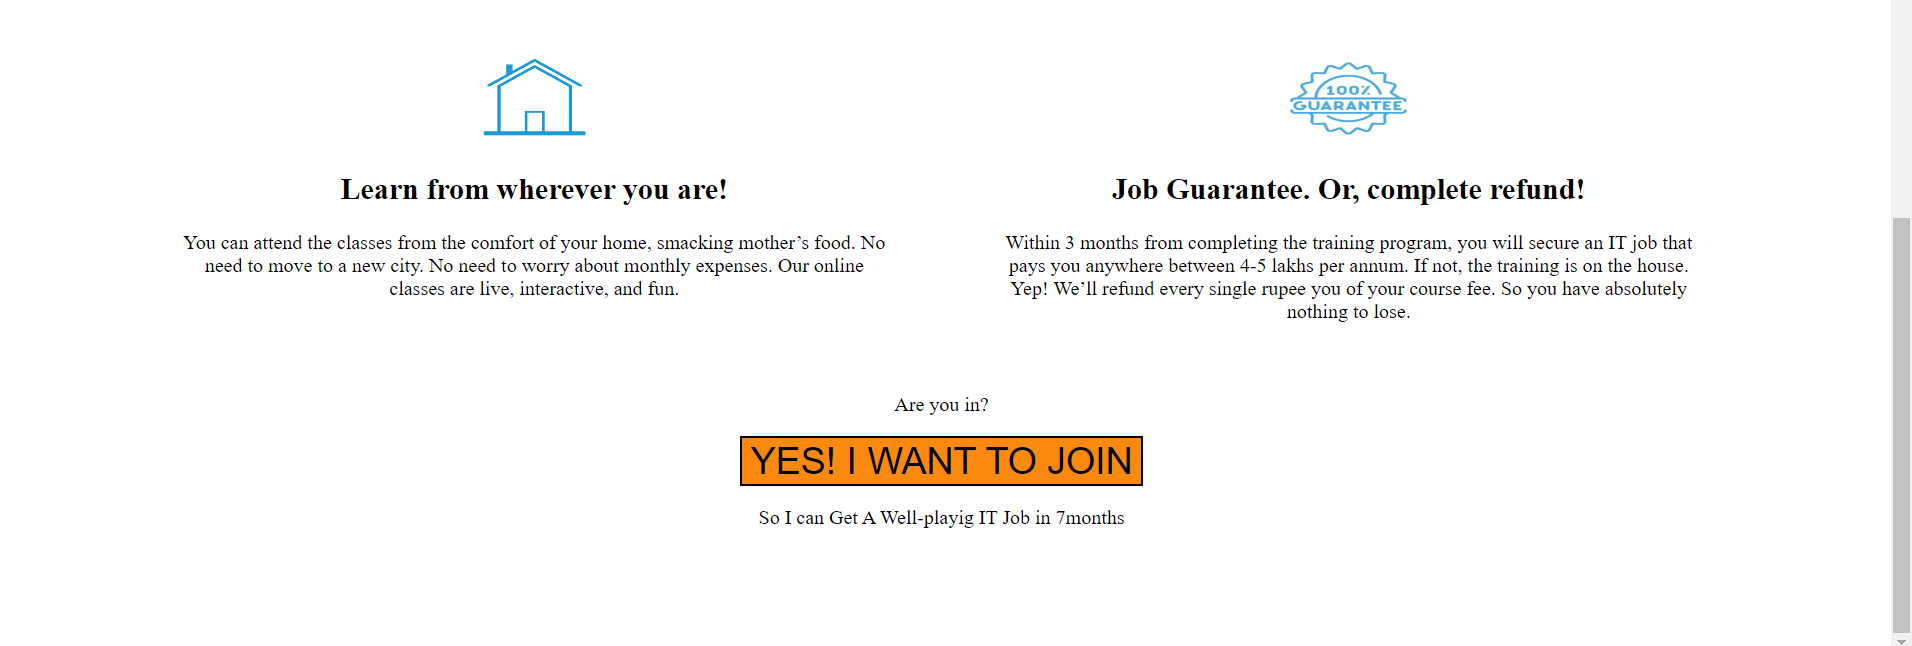 100%
GUARANTEE
Learn from wherever you are!
You can attend the classes from the comfort of your home, smacking mother’s food. No
need to move to a new city. No need to worry about monthly expenses. Our online
classes are live, interactive, and fun.
Job Guarantee. Or, complete refund!
Within 3 months from completing the training program, you will secure an IT job that
pays you anywhere between 4-5 lakhs per annum. If not, the training is on the house.
Yep! We’ll refund every single rupee you of your course fee. So you have absolutely
nothing to lose.
Are you in?
YES! I WANT TO JOIN
So I can Get A Well-playig IT Job in 7months